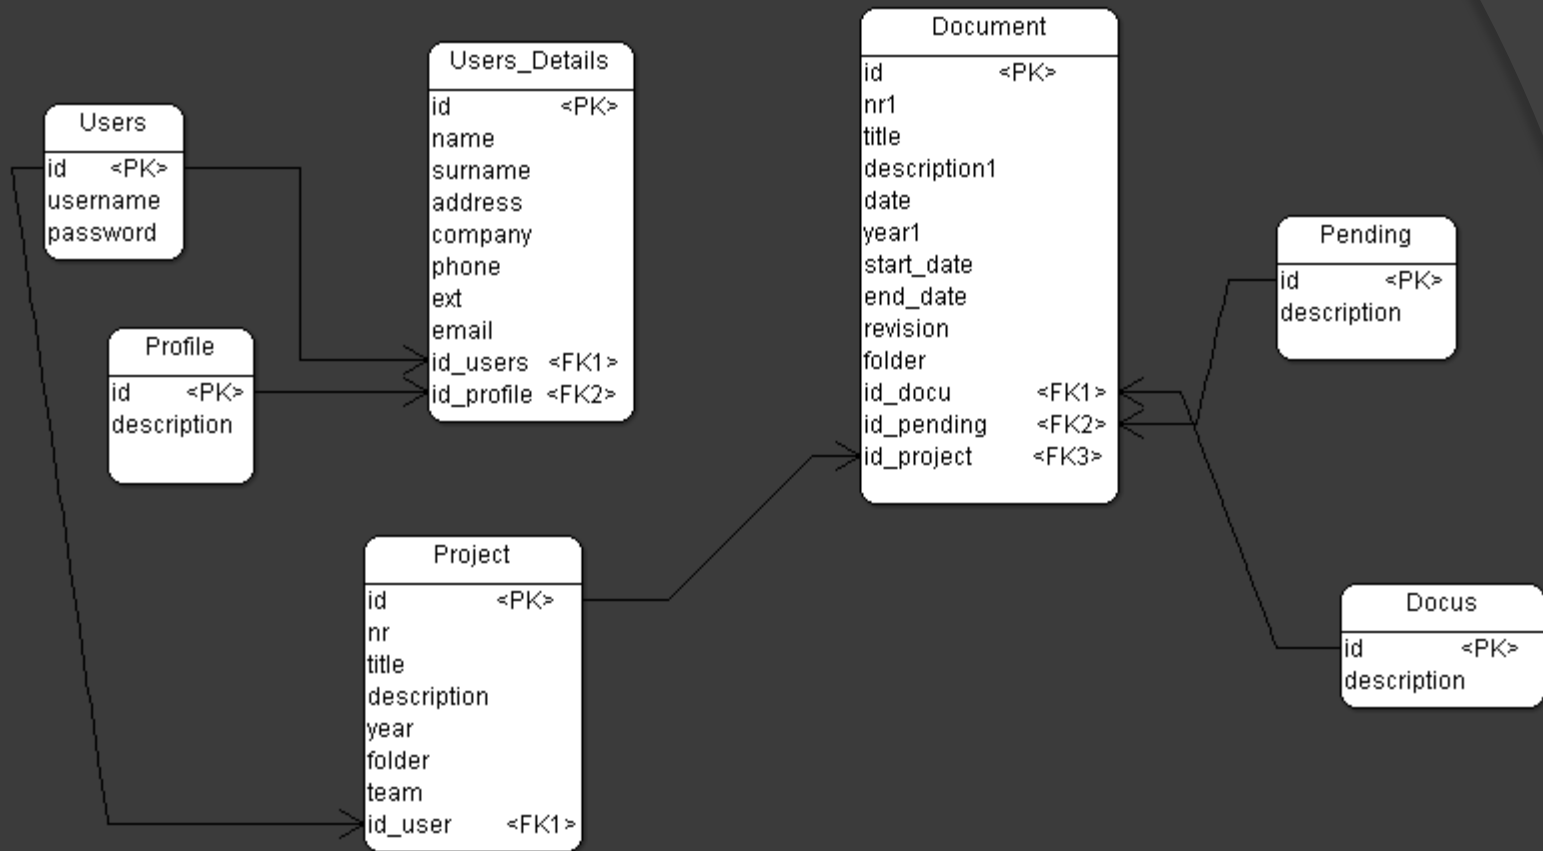 Users
id <PK>
username
password
Users_Details
id <PK>
name
surname
address
company
phone
ext
email
id_users <FK1>
id_profile <FK2>
Profile
id <PK>
description
Document
id <PK>
nr1
title
description1
date
year1
start_date
end_date
revision
folder
id_docu <FK1>
id_pending <FK2>
id_project <FK3>
Pending
id <PK>
description
Project
id <PK>
nr
title
description
year
folder
team
id_user <FK1>
Docus
id <PK>
description